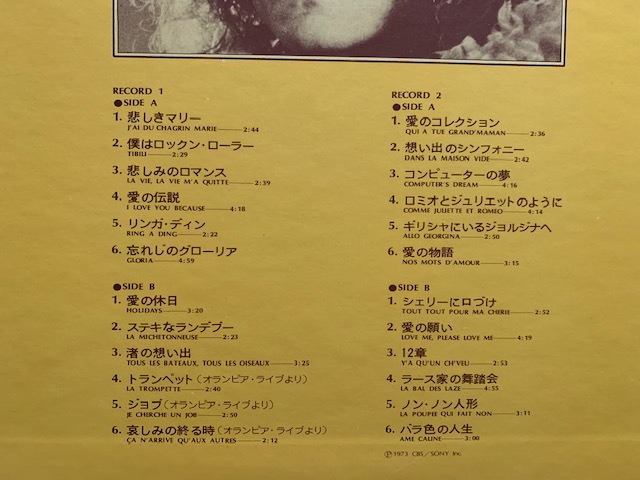 RECORD 1
●SIDE A
1. 悲しきマリー
J'AI DU CHAGRIN MARIE 2:44
2. 僕はロックン・ローラー
TIBILI 2:29
3. 悲しみのロマンス
LA VIE, LA VIE M'A QUITTE 2:39
4. 愛の伝説
I LOVE YOU BECAUSE 4:18
5. リンガ・ディン
RING A DING 2:22
6. 忘れじのグローリア
GLORIA 4:59
●SIDE B
1. 愛の休日
HOLIDAYS 3:20
2. ステキなランデブー
LA MICHETONNEUSE 2:23
3. 渚の想い出
TOUS LES BATEAUX, TOUS LES OISEAUX 3:25
4. トランペット(オランピア・ライブより)
LA TROMPETTE 2:40
5. ジョブ(オランピア・ライブより)
JE CHERCHE UN JOB 2:50
6. 哀しみの終る時(オランピア・ライブより)
ÇA N'ARRIVE QU'AUX AUTRES 2:12
RECORD 2
●SIDE A
1. 愛のコレクション
QUI A TUE GRAND'MAMAN 2:36
2. 想い出のシンフォニー
DANS LA MAISON VIDE 2:42
3. コンピューターの夢
COMPUTER'S DREAM 4:16
4. ロミオとジュリエットのように
COMME JULIETTE ET ROMEO 4:14
5. ギリシャにいるジョルジナへ
ALLO GEORGINA 2:50
6. 愛の物語
NOS MOTS D'AMOUR 3:15
●SIDE B
1. シェリーに口づけ
TOUT TOUT POUR MA CHERIE 2:52
2. 愛の願い
LOVE ME, PLEASE LOVE ME 4:19
3. 12章
Y'A QU'UN CH'VEU 2:53
4. ラース家の舞踏会
LA BAL DES LAZE 4:55
5. ノン・ノン人形
LA POUPEE QUI FAIT NON 3:11
6. バラ色の人生
AME CALINE 3:00
Ⓟ1973 CBS/SONY Inc.